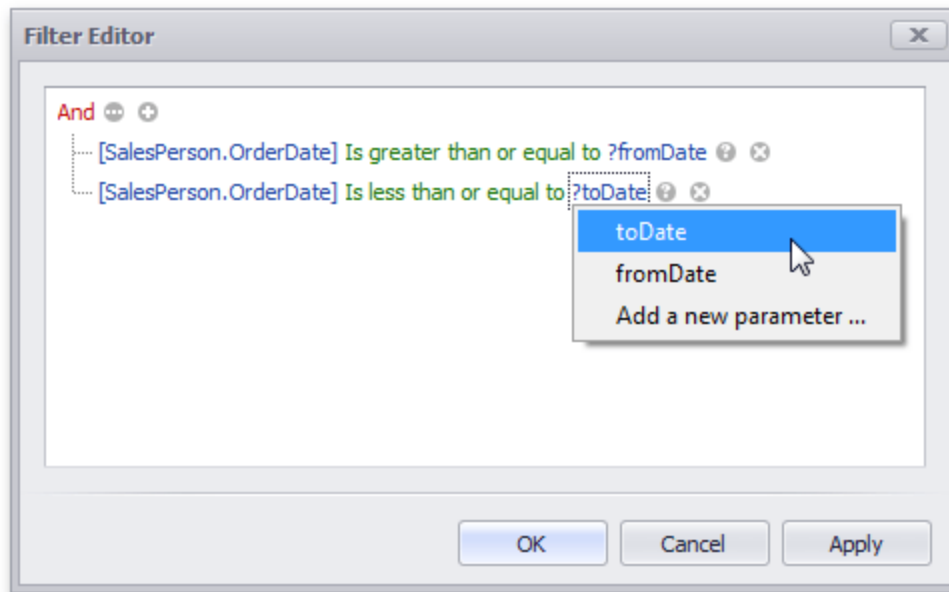 Filter Editor
And
[SalesPerson.OrderDate] Is greater than or equal to ?fromDate
[SalesPerson.OrderDate] Is less than or equal to ?toDate
toDate
fromDate
Add a new parameter ...
OK Cancel Apply